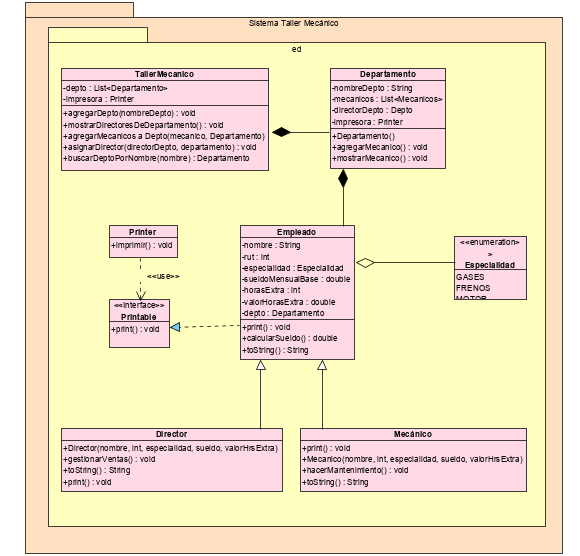 Sistema Taller Mecánico
ed
TallerMecanico
-depto : List<Departamento>
-impresora : Printer
+agregarDepto(nombreDepto) : void
+mostrarDirectoresDeDepartamento() : void
+agregarMecanicos a Depto(mecanico, Departamento)
+asignarDirector(directorDepto, departamento) : void
+buscarDeptoPorNombre(nombre) : Departamento
Departamento
-nombreDepto : String
-mecanicos : List<Mecanicos>
-directorDepto : Depto
-impresora : Printer
+Departamento()
+agregarMecanico() : void
+mostrarMecanico() : void
Printer
+imprimir() : void
<<use>>
<<interface>>
Printable
+print() : void
Empleado
-nombre : String
-rut : int
-especialidad : Especialidad
-sueldoMensualBase : double
-horasExtra : int
-valorHorasExtra : double
-depto : Departamento
+print() : void
+calcularSueldo() : double
+toString() : String
<<enumeration>
>
Especialidad
GASES
FRENOS
MOTOR
Director
+Director(nombre, int, especialidad, sueldo, valorHrsExtra)
+gestionarVentas() : void
+toString() : String
+print() : void
Mecánico
+print() : void
+Mecanico(nombre, int, especialidad, sueldo, valorHrsExtra)
+hacerMantenimiento() : void
+toString() : String